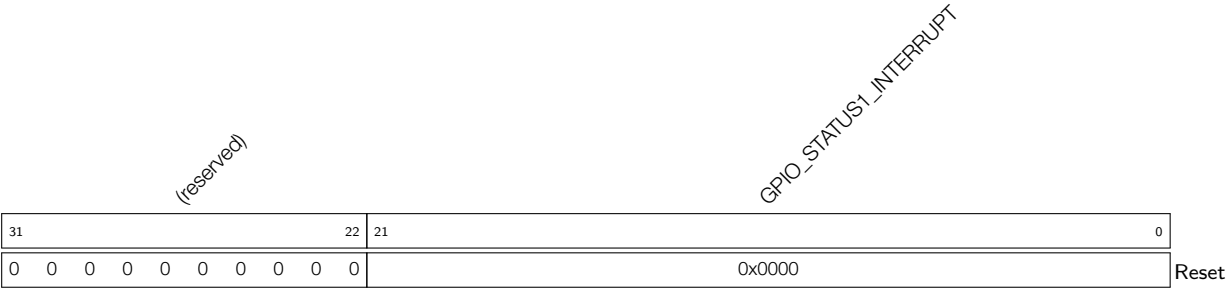 (reserved)
GPIO_STATUS1_INTERRUPT
31 22 21 0
0 0 0 0 0 0 0 0 0 0 0x0000 Reset